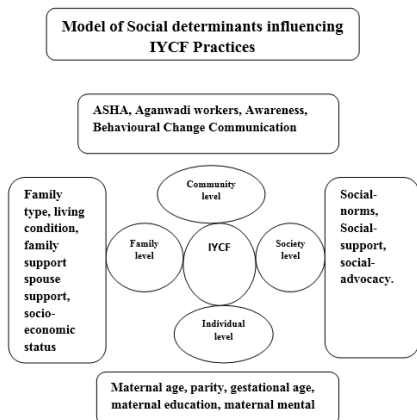 Model of Social determinants influencing
IYCF Practices
ASHA, Aganwadi workers, Awareness,
Behavioural Change Communication
Community
level
Family
type, living
condition,
family
support
spouse
support,
socio-
economic
status
Family
level
IYCF
Society
level
Social-
norms,
Social-
support,
social-
advocacy.
Individual
level
Maternal age, parity, gestational age,
maternal education, maternal mental